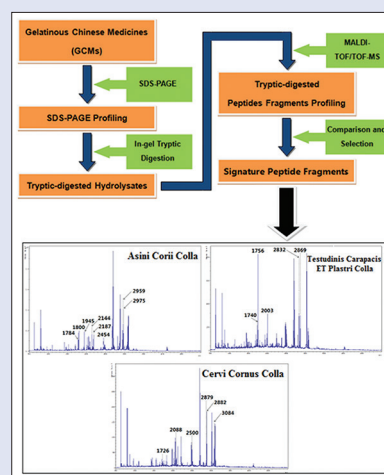 Gelatinous Chinese Medicines
(GCMs)
SDS-PAGE
SDS-PAGE Profiling
In-gel Tryptic
Digestion
Tryptic-digested Hydrolysates
MALDI-
TOF/TOF-MS
Tryptic-digested
Peptides Fragments Profiling
Comparison and
Selection
Signature Peptide Fragments
Asini Corii Colla
1784
1800
1945
2144
2187
2454
2959
2975
Testudinis Carapacis
ET Plastri Colla
1740
1756
2003
2832
2869
Cervi Cornus Colla
1726
2088
2500
2879
2882
3084